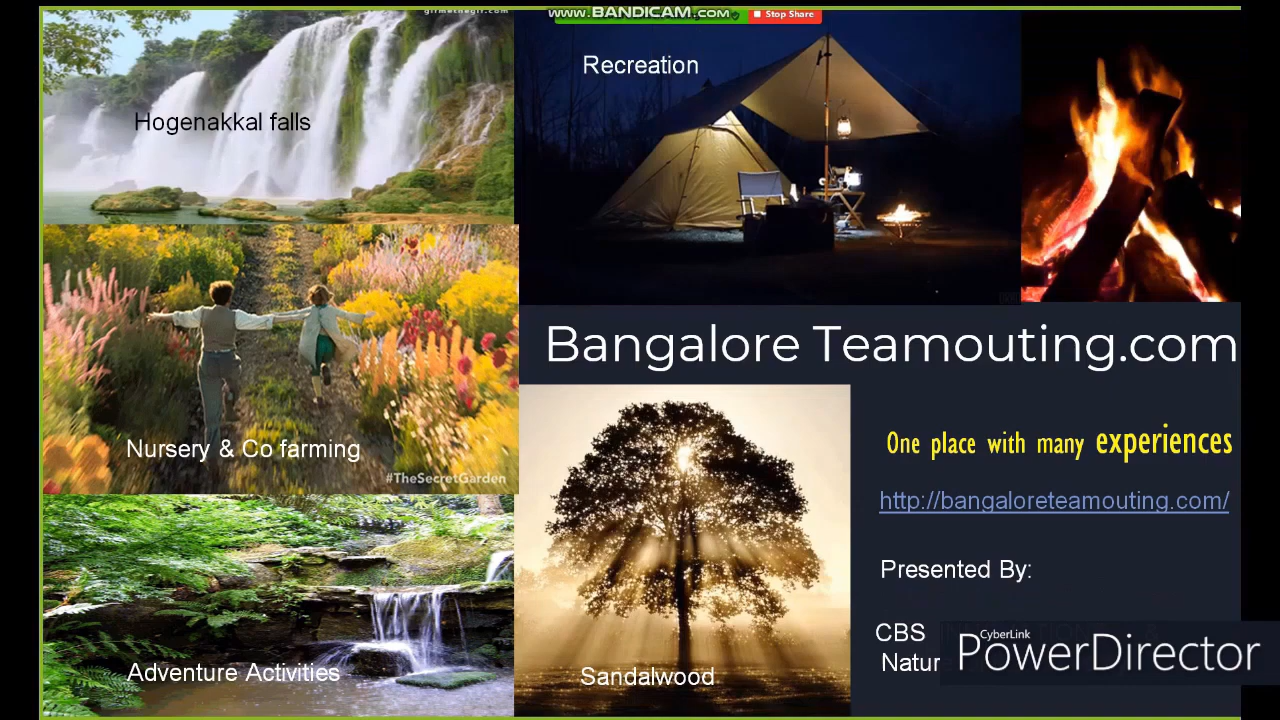 www.BANDICAM.com
Stop Share
Recreation
Hogenakkal falls
Bangalore Teamouting.com
Nursery & Co farming
#TheSecretGarden
One place with many experiences
http://bangaloreteamouting.com/
Presented By:
CBS
Natur
CyberLink
PowerDirector
Adventure Activities
Sandalwood